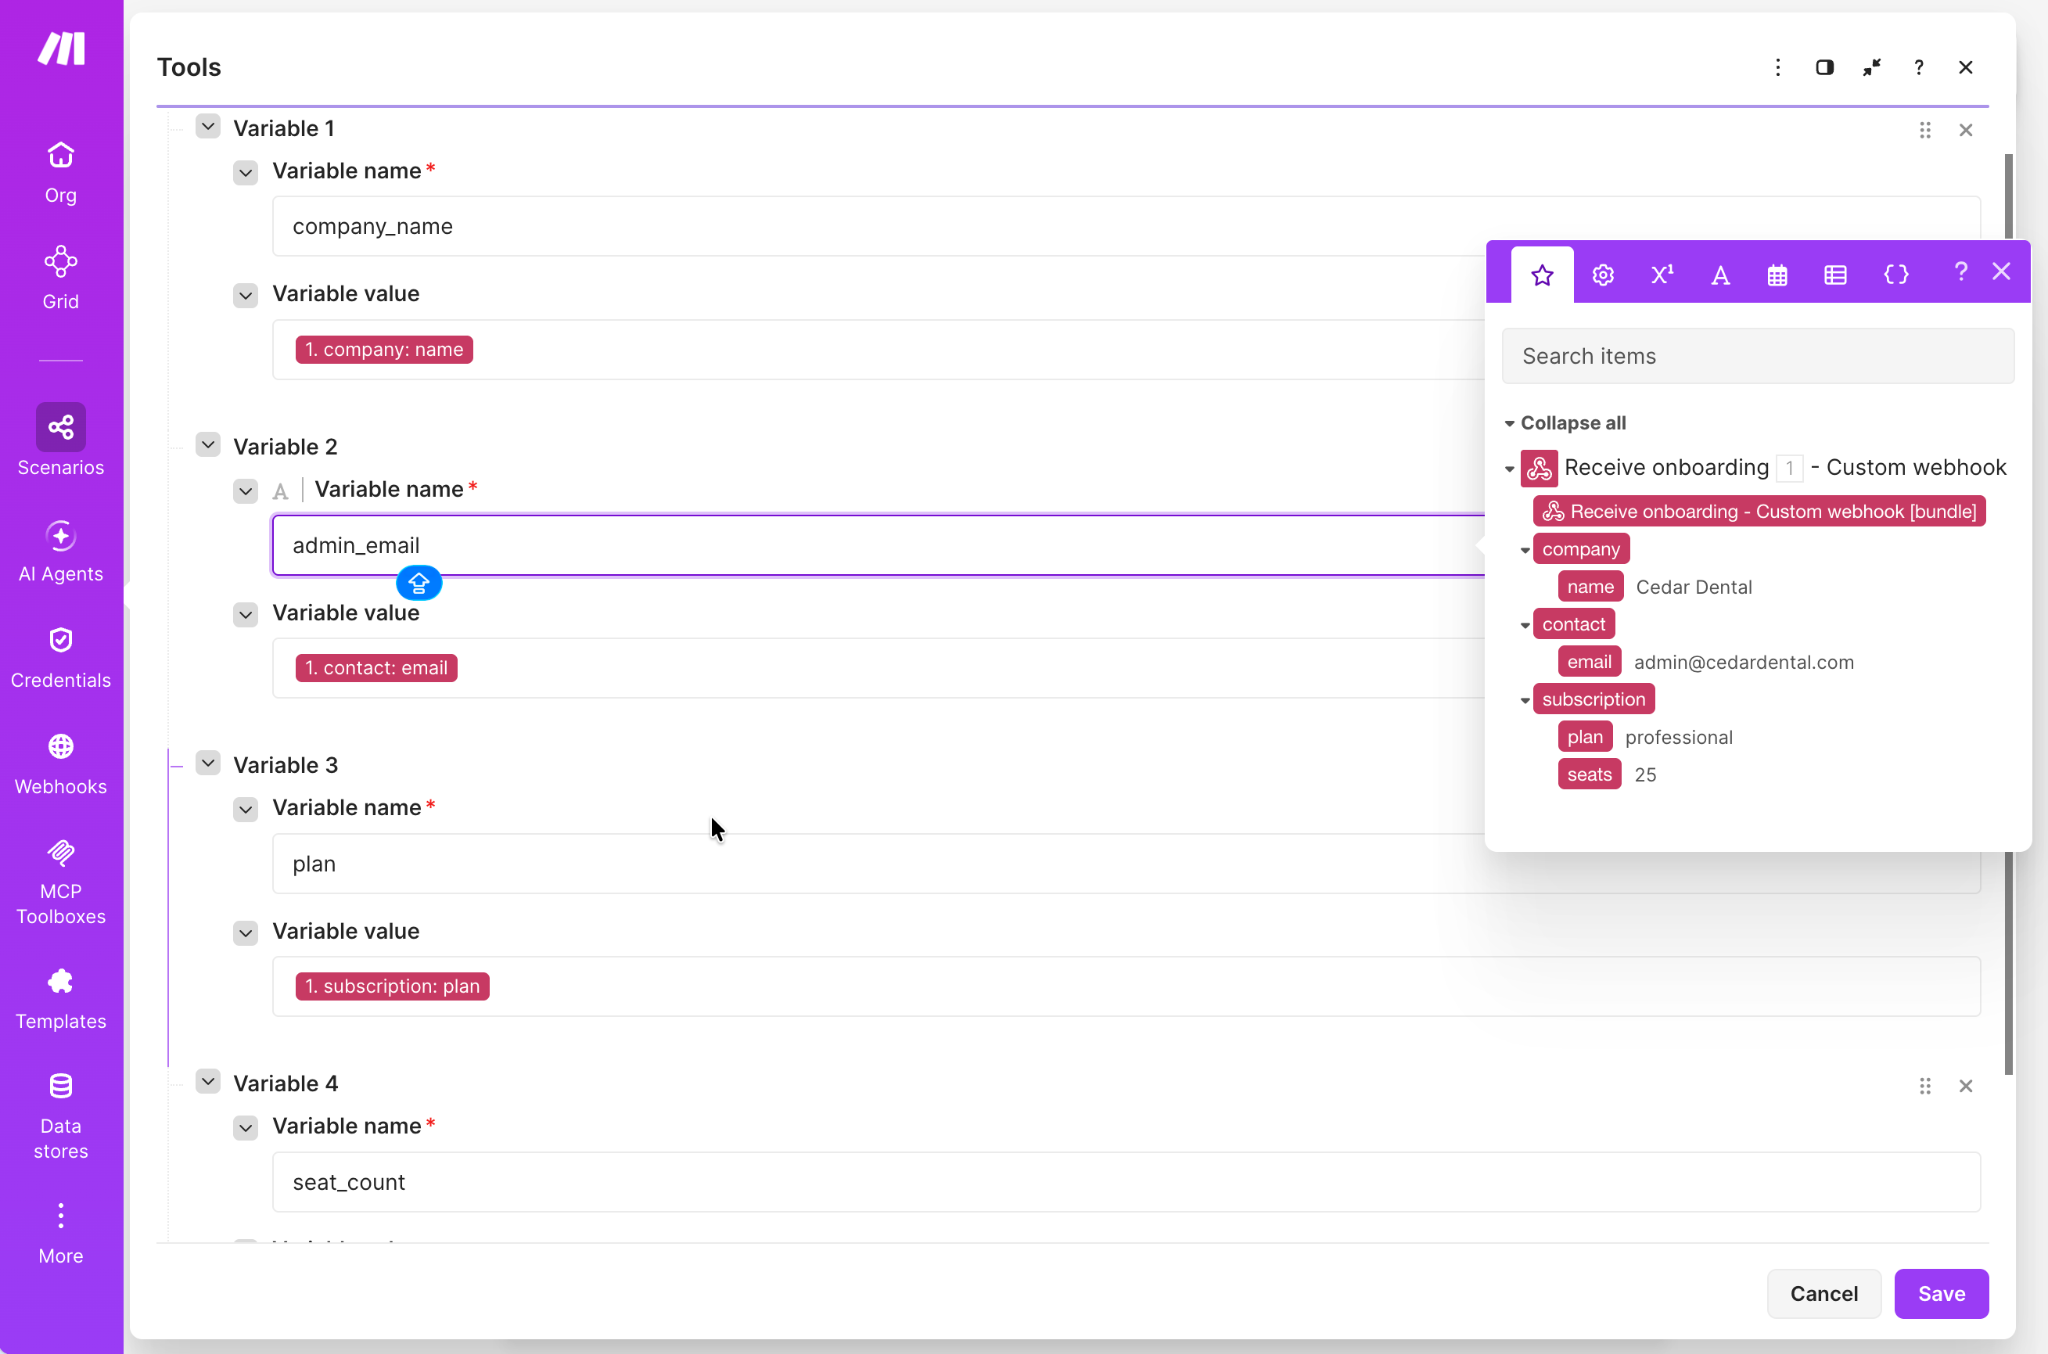 Tools
Org
Grid
Scenarios
AI Agents
Credentials
Webhooks
MCP
Toolboxes
Templates
Data
stores
More
Variable 1
Variable name *
company_name
Variable value
1. company: name
Variable 2
A | Variable name *
admin_email
Variable value
1. contact: email
Variable 3
Variable name *
plan
Variable value
1. subscription: plan
Variable 4
Variable name *
seat_count
Search items
Collapse all
Receive onboarding 1 - Custom webhook
Receive onboarding - Custom webhook [bundle]
company
name Cedar Dental
contact
email admin@cedardental.com
subscription
plan professional
seats 25
Cancel
Save